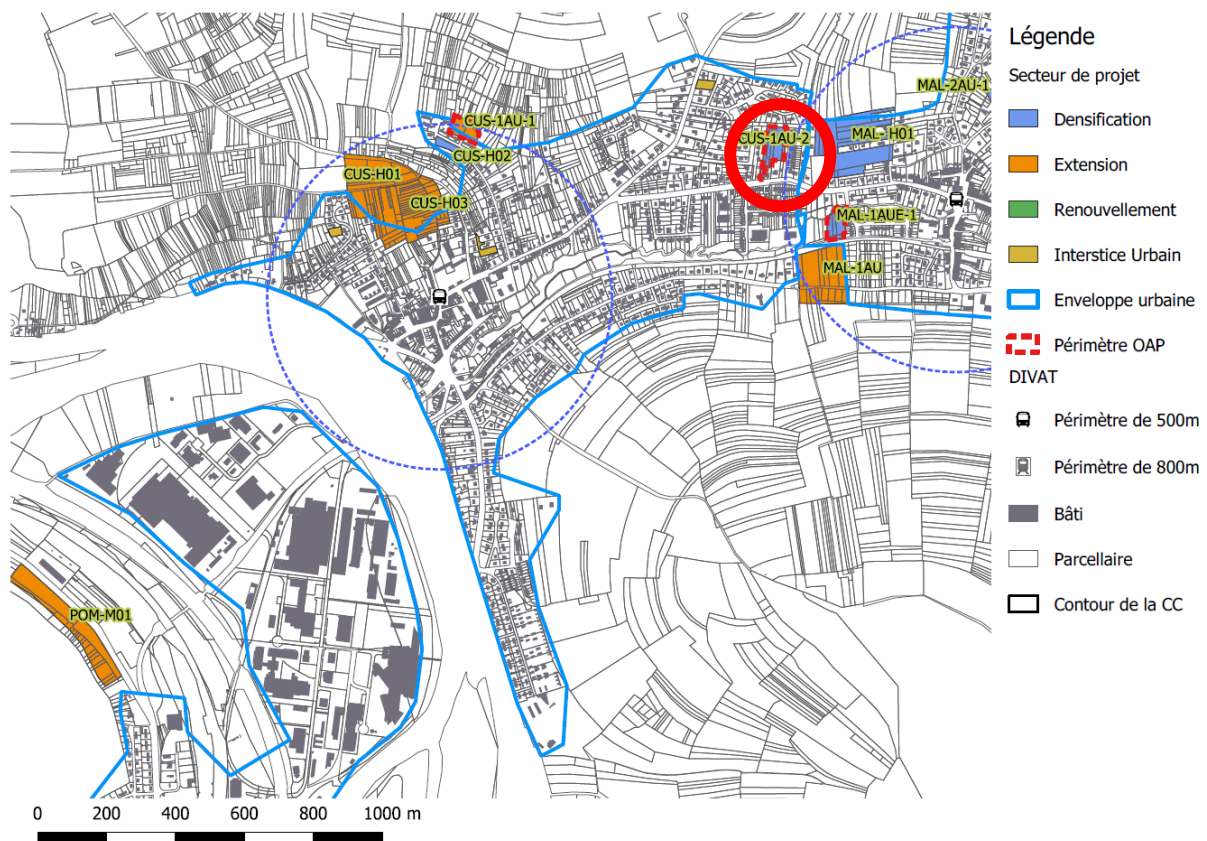 CUS-1AU-1
CUS-H02
CUS-H01
CUS-H03
CUS-1AU-2
MAL-2AU-1
MAL-H01
MAL-1AUE-1
MAL-1AU
POM-M01
0 200 400 600 800 1000 m
Légende
Secteur de projet
Densification
Extension
Renouvellement
Interstice Urbain
Enveloppe urbaine
Périmètre OAP
DIVAT
Périmètre de 500m
Périmètre de 800m
Bâti
Parcellaire
Contour de la CC